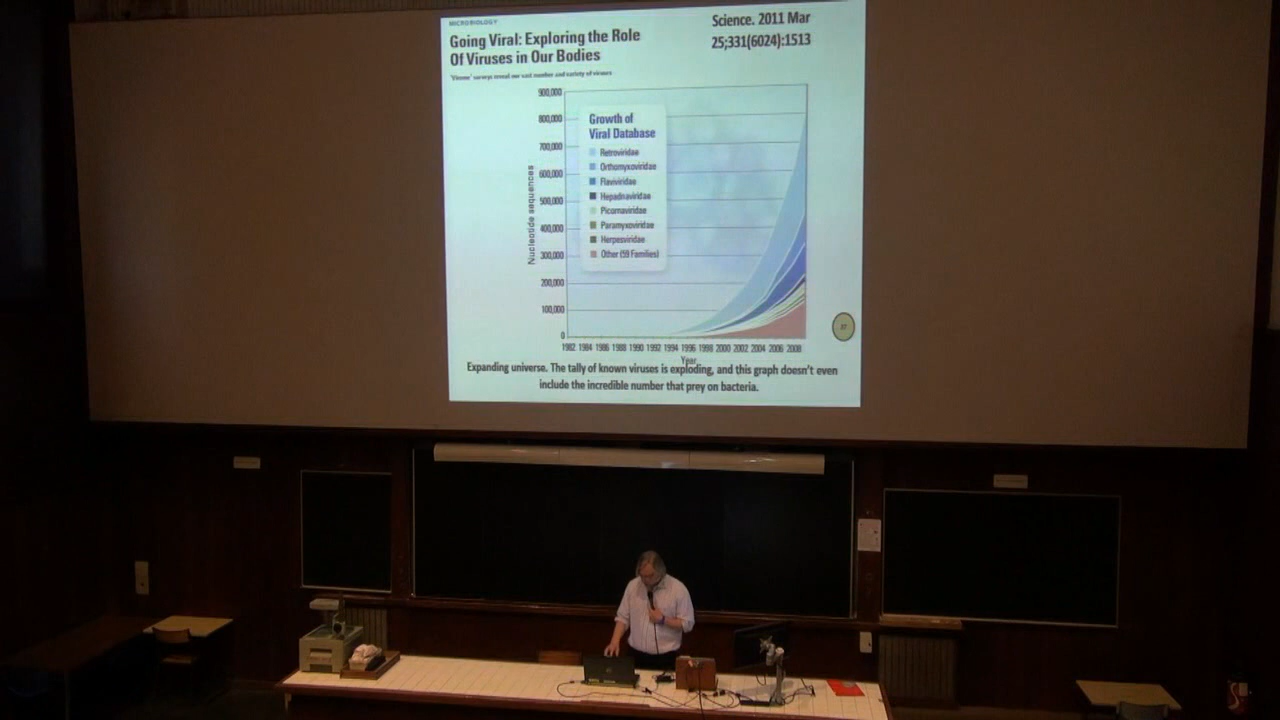 MICROBIOLOGY
Going Viral: Exploring the Role
Of Viruses in Our Bodies
'Virome' surveys reveal our vast number and variety of viruses
Science. 2011 Mar
25;331(6024):1513
900,000
800,000
700,000
600,000
500,000
400,000
300,000
200,000
100,000
0
Nucleotide sequences
Growth of
Viral Database
Retroviridae
Orthomyxoviridae
Flaviviridae
Hepadnaviridae
Picornaviridae
Paramyxoviridae
Herpesviridae
Other (59 Families)
1982 1984 1986 1988 1990 1992 1994 1996 1998 2000 2002 2004 2006 2008
Year
37
Expanding universe. The tally of known viruses is exploding, and this graph doesn't even
include the incredible number that prey on bacteria.